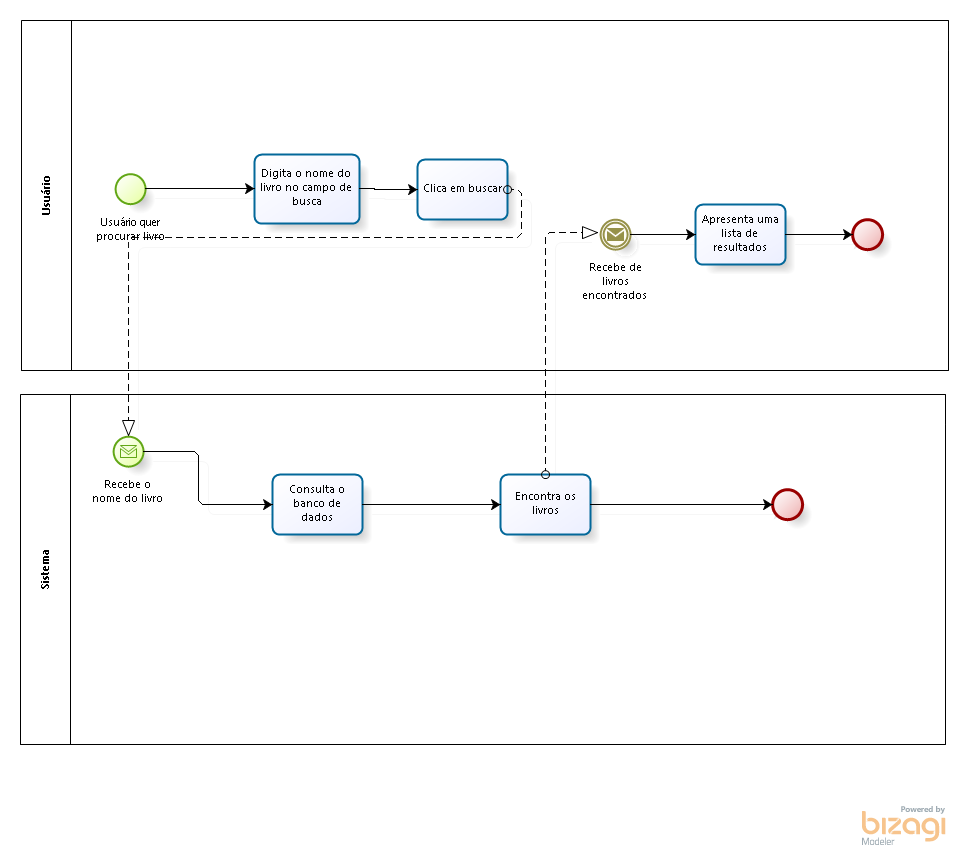 Usuário
Usuário quer
procurar livro
Digita o nome do
livro no campo de
busca
Clica em buscar
Recebe de
livros
encontrados
Apresenta uma
lista de
resultados
Sistema
Recebe o
nome do livro
Consulta o
banco de
dados
Encontra os
livros
Powered by
bizagi
Modeler